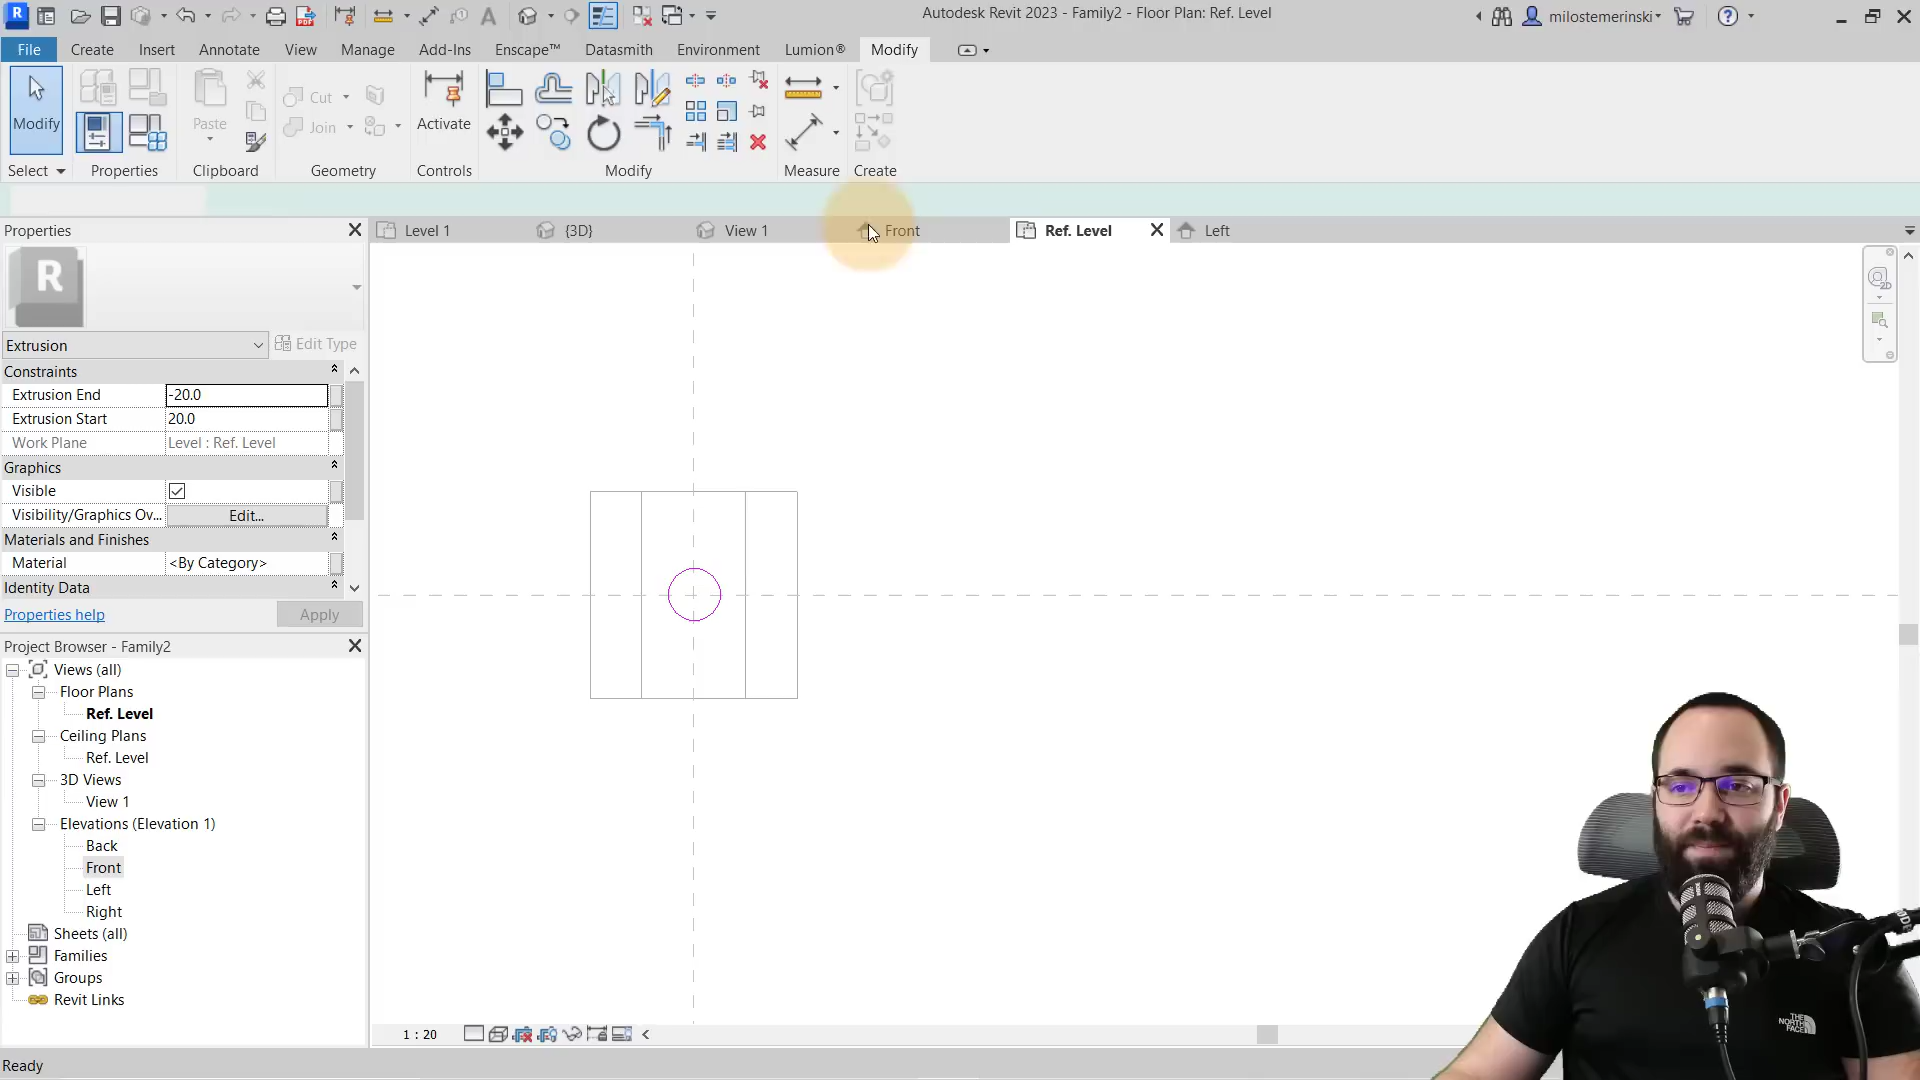 Autodesk Revit 2023 - Family2 - Floor Plan: Ref. Level
milostemerinski
File Create Insert Annotate View Manage Add-Ins Enscape™ Datasmith Environment Lumion® Modify
Modify
Paste
Cut
Join
Activate
Select Properties Clipboard Geometry Controls Modify Measure Create
Properties
Level 1 {3D} View 1 Front Ref. Level Left
R
Extrusion Edit Type
Constraints
Extrusion End -20.0
Extrusion Start 20.0
Work Plane Level : Ref. Level
Graphics
Visible
Visibility/Graphics Ov... Edit...
Materials and Finishes
Material <By Category>
Identity Data
Properties help Apply
Project Browser - Family2
Views (all)
Floor Plans
Ref. Level
Ceiling Plans
Ref. Level
3D Views
View 1
Elevations (Elevation 1)
Back
Front
Left
Right
Sheets (all)
Families
Groups
Revit Links
1 : 20
Ready
2D
THE NORTH FACE